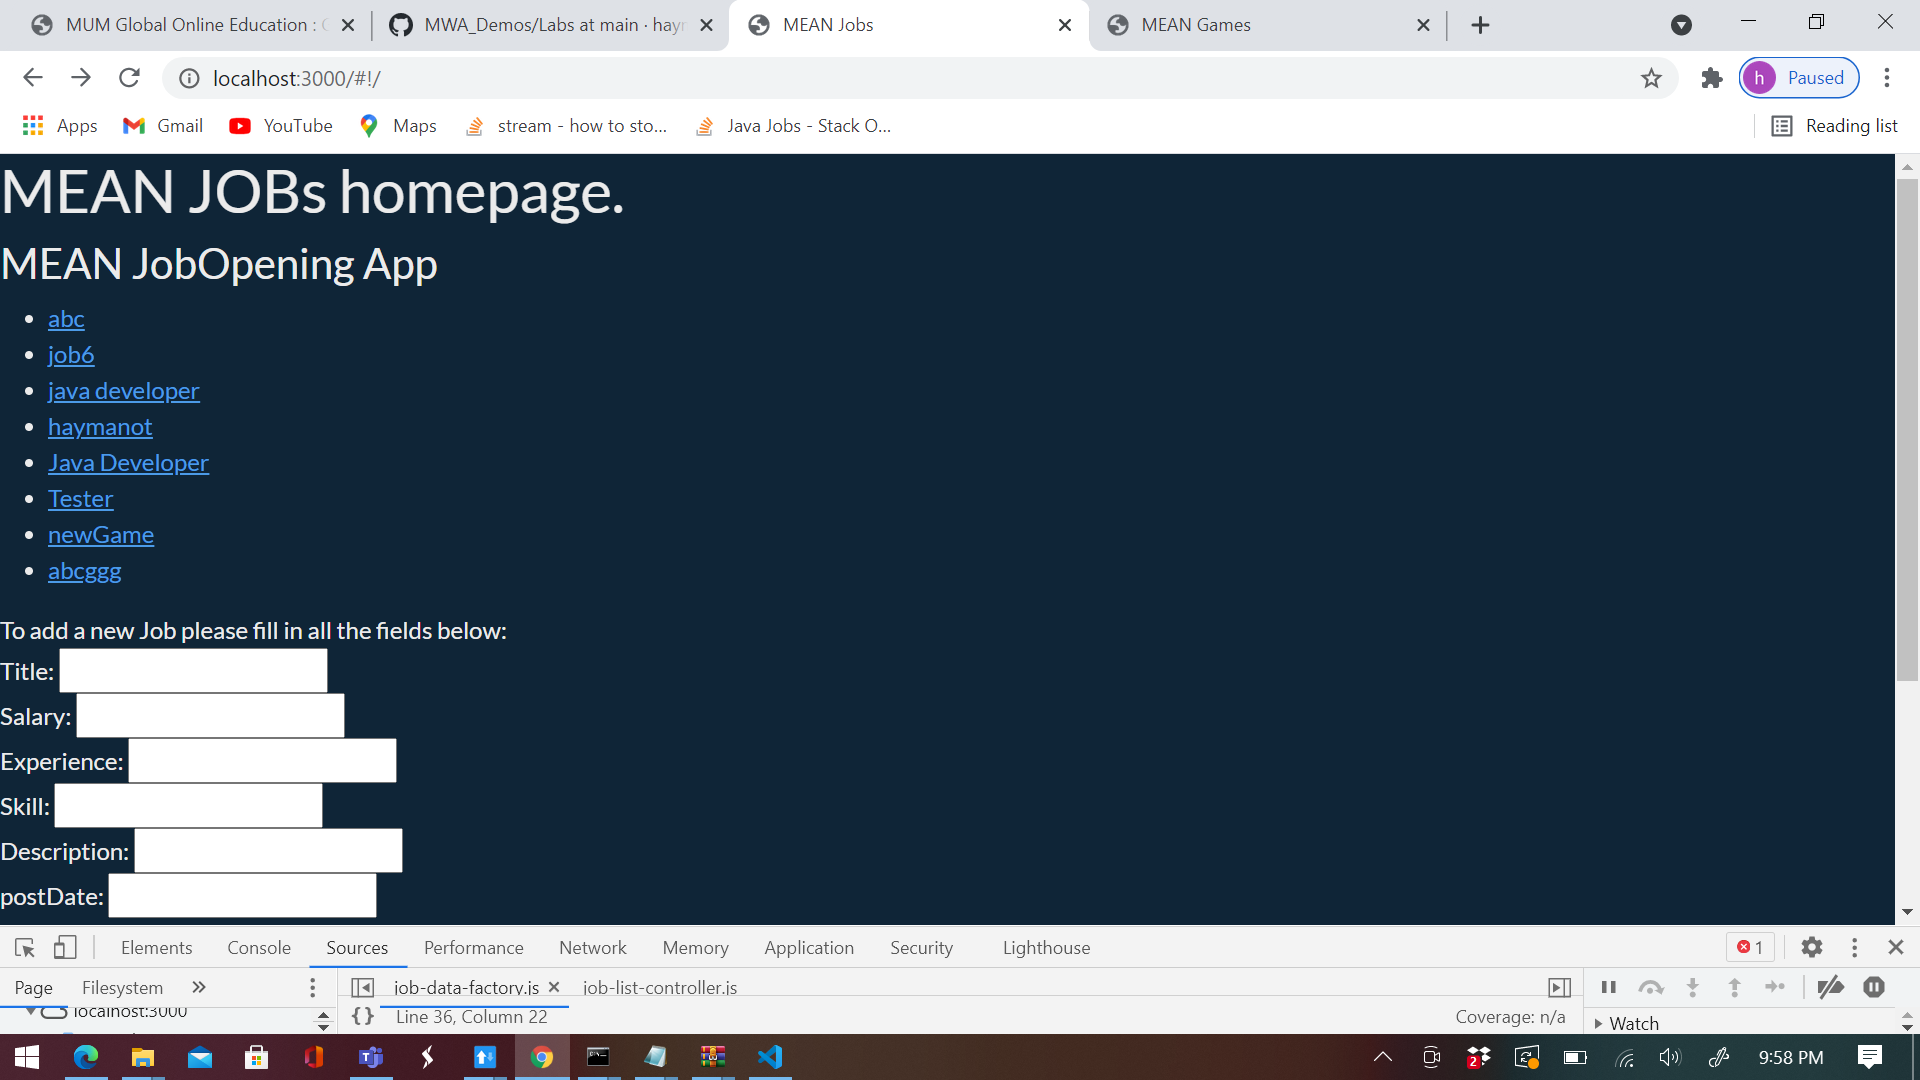 MUM Global Online Education :
MWA_Demos/Labs at main · hay
MEAN Jobs
MEAN Games
localhost:3000/#!/
h
Paused
Apps
Gmail
YouTube
Maps
stream - how to sto...
Java Jobs - Stack O...
Reading list
MEAN JOBs homepage.
MEAN JobOpening App
abc
job6
java developer
haymanot
Java Developer
Tester
newGame
abcggg
To add a new Job please fill in all the fields below:
Title:
Salary:
Experience:
Skill:
Description:
postDate:
Elements
Console
Sources
Performance
Network
Memory
Application
Security
Lighthouse
1
Page
Filesystem
job-data-factory.js
job-list-controller.js
localhost:3000
{}
Line 36, Column 22
Coverage: n/a
Watch
2
9:58 PM